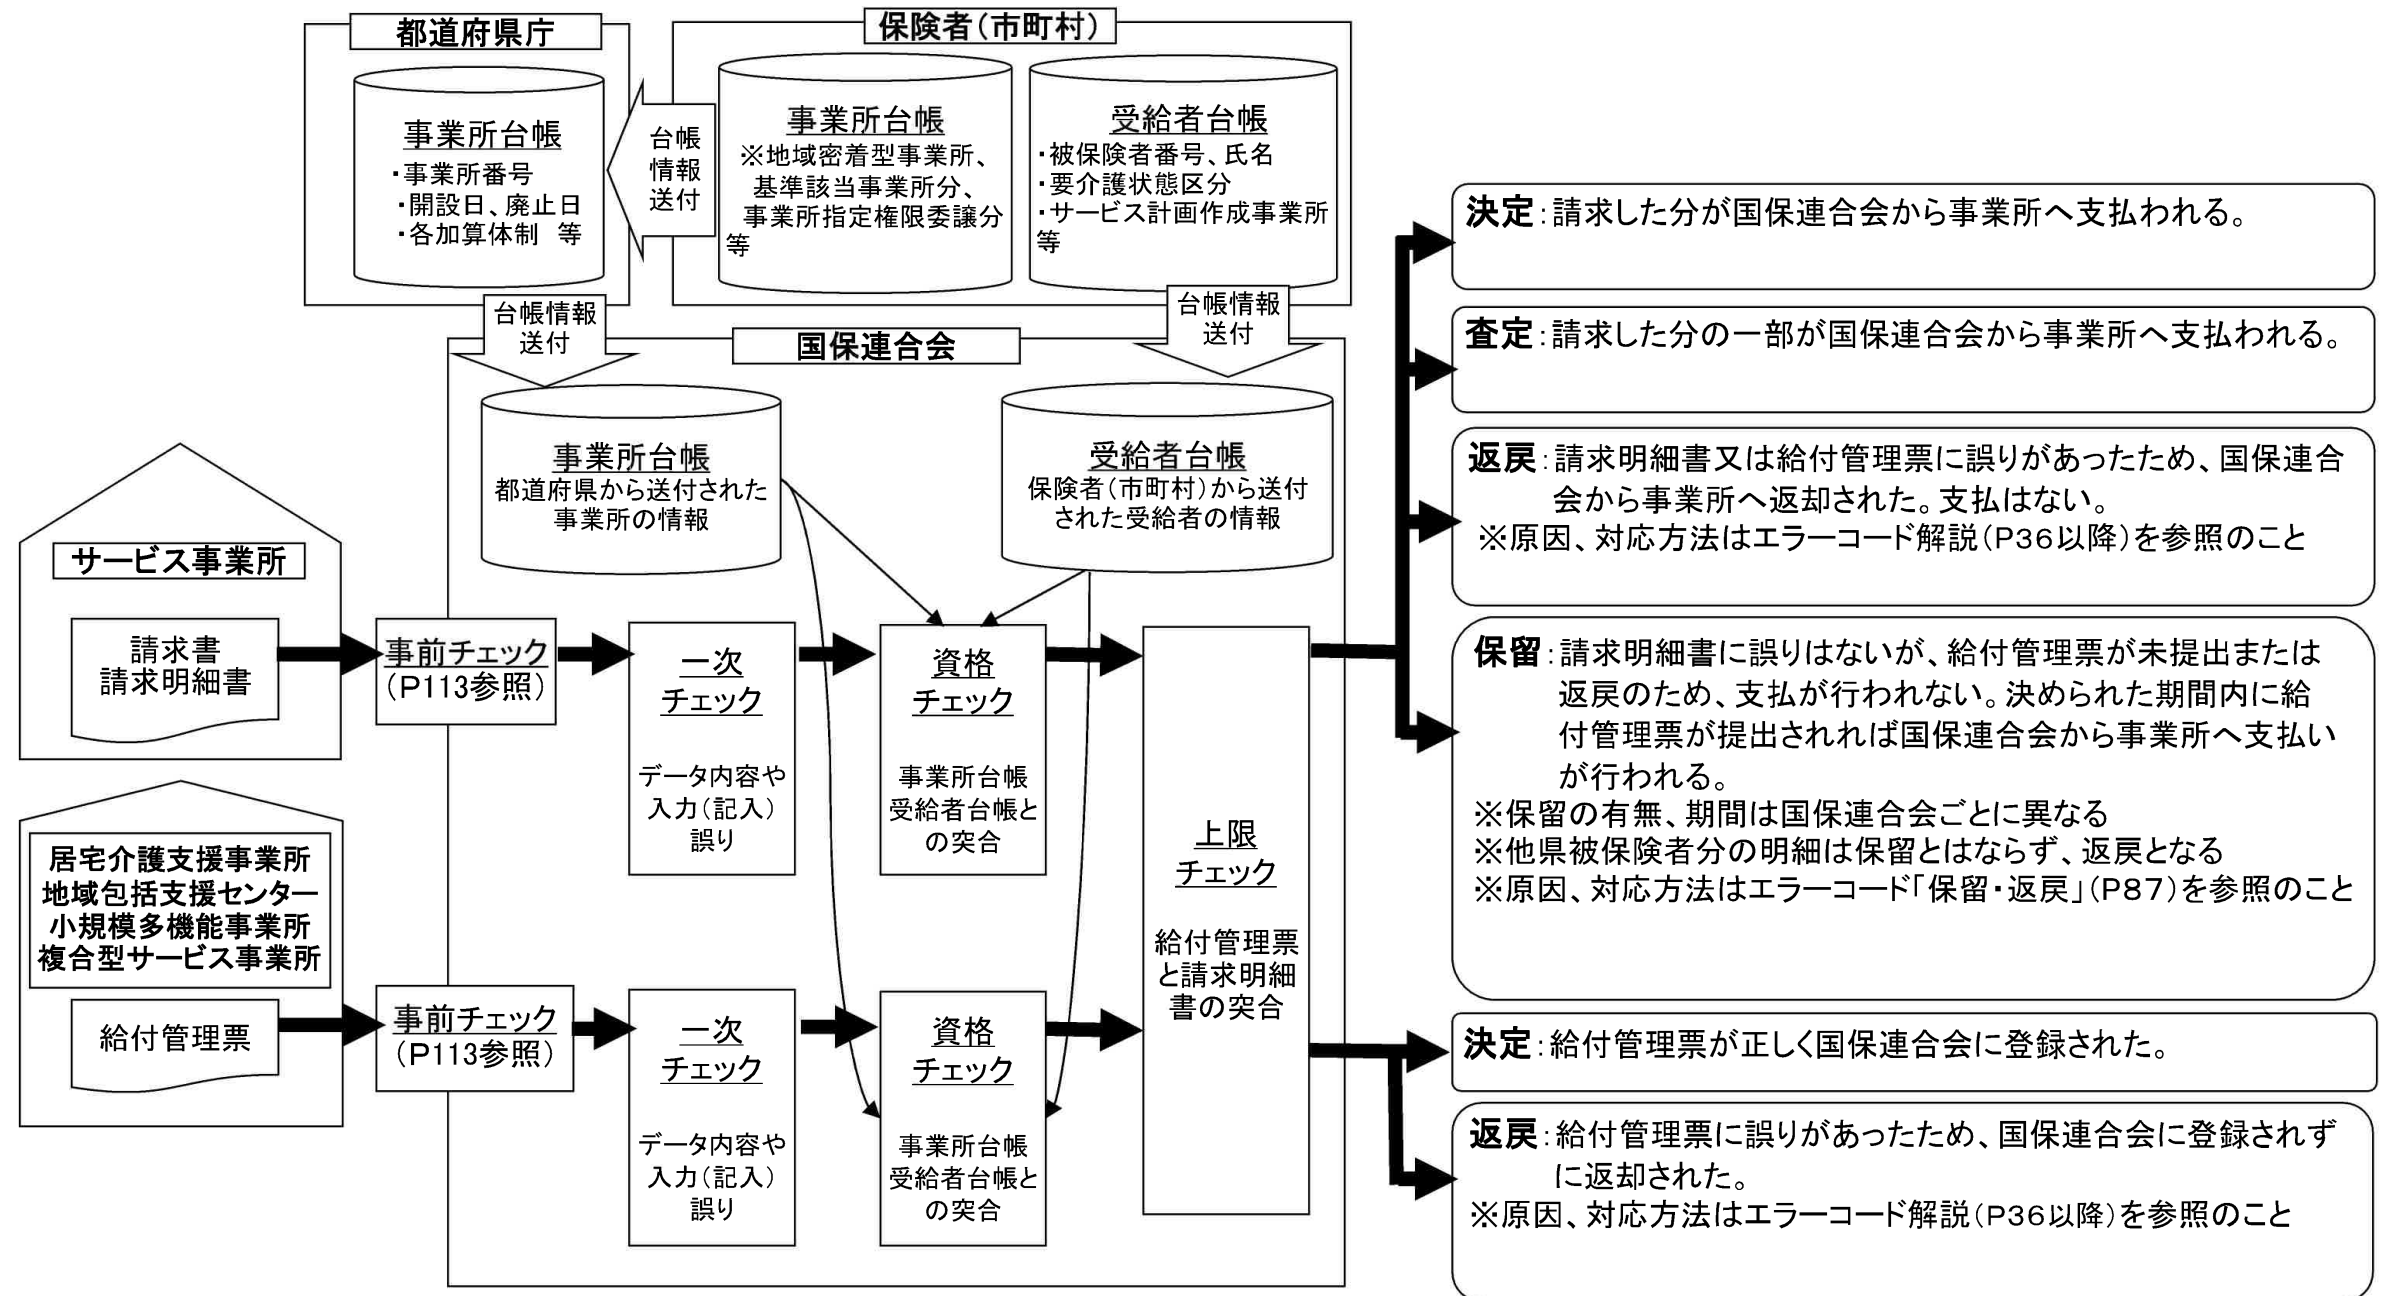 都道府県庁
事業所台帳
・事業所番号
・開設日、廃止日
・各加算体制　等
台帳
情報
送付
保険者（市町村）
事業所台帳
※地域密着型事業所、
基準該当事業所分、
事業所指定権限委譲分
等
受給者台帳
・被保険者番号、氏名
・要介護状態区分
・サービス計画作成事業所
等
台帳情報
送付
台帳情報
送付
国保連合会
事業所台帳
都道府県から送付された
事業所の情報
受給者台帳
保険者（市町村）から送付
された受給者の情報
サービス事業所
請求書
請求明細書
事前チェック
（P113参照）
一次
チェック
データ内容や
入力（記入）
誤り
資格
チェック
事業所台帳
受給者台帳と
の突合
居宅介護支援事業所
地域包括支援センター
小規模多機能事業所
複合型サービス事業所
給付管理票
事前チェック
（P113参照）
一次
チェック
データ内容や
入力（記入）
誤り
資格
チェック
事業所台帳
受給者台帳と
の突合
上限
チェック
給付管理票
と請求明細
書の突合
決定：請求した分が国保連合会から事業所へ支払われる。
査定：請求した分の一部が国保連合会から事業所へ支払われる。
返戻：請求明細書又は給付管理票に誤りがあったため、国保連合
会から事業所へ返却された。支払はない。
※原因、対応方法はエラーコード解説（P36以降）を参照のこと
保留：請求明細書に誤りはないが、給付管理票が未提出または
返戻のため、支払が行われない。決められた期間内に給
付管理票が提出されれば国保連合会から事業所へ支払い
が行われる。
※保留の有無、期間は国保連合会ごとに異なる
※他県被保険者分の明細は保留とはならず、返戻となる
※原因、対応方法はエラーコード「保留・返戻」（P87）を参照のこと
決定：給付管理票が正しく国保連合会に登録された。
返戻：給付管理票に誤りがあったため、国保連合会に登録されず
に返却された。
※原因、対応方法はエラーコード解説（P36以降）を参照のこと